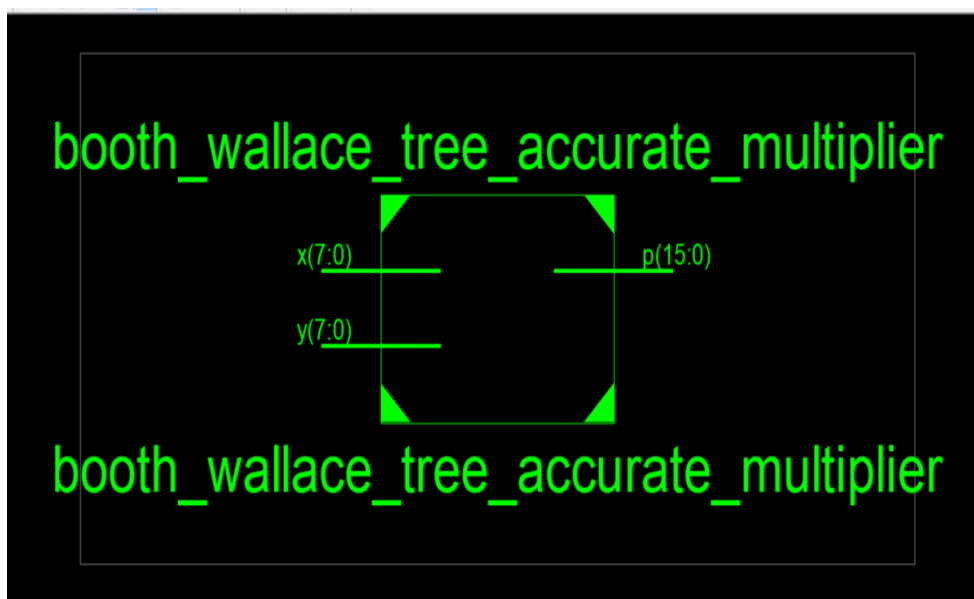 booth_wallace_tree_accurate_multiplier
x(7:0)
p(15:0)
y(7:0)
booth_wallace_tree_accurate_multiplier